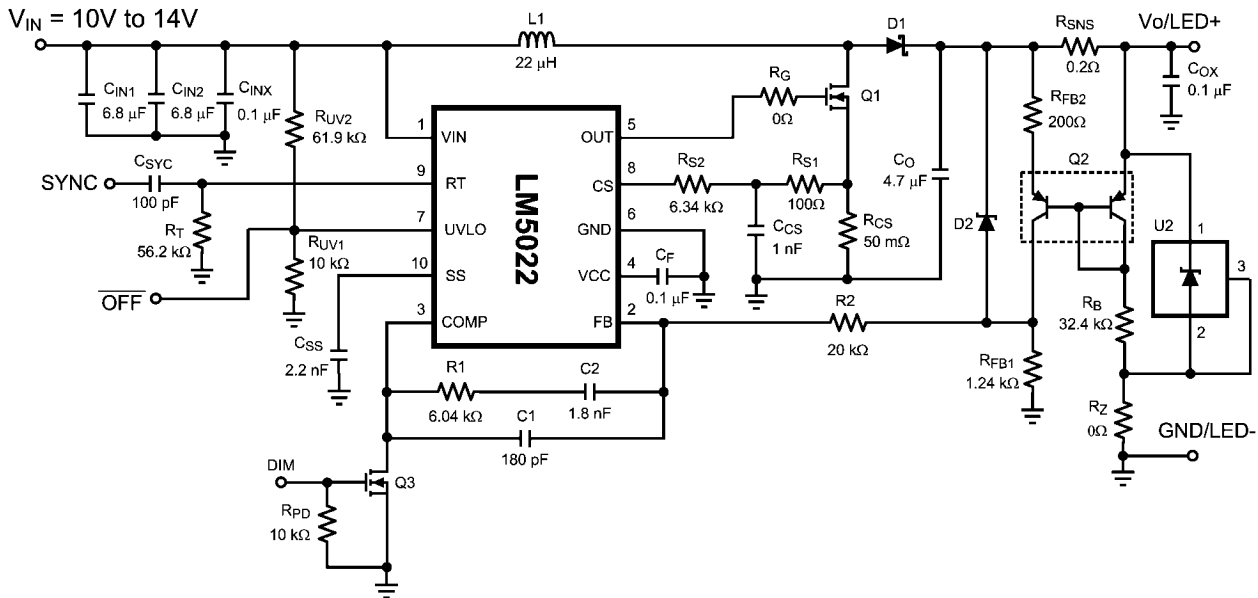 VIN = 10V to 14V
L1
22 µH
D1
RSNS
0.2Ω
Vo/LED+
CIN1
6.8 µF
CIN2
6.8 µF
CINX
0.1 µF
RUV2
61.9 kΩ
RG
0Ω
Q1
COX
0.1 µF
RFB2
200Ω
1
VIN
OUT
5
CSYC
SYNC
100 pF
9
RT
RT
56.2 kΩ
LM5022
CS
8
RS2
6.34 kΩ
RS1
100Ω
CO
4.7 µF
Q2
7
UVLO
GND
6
CCS
1 nF
RCS
50 mΩ
D2
U2
1
3
2
RUV1
10 kΩ
10
SS
VCC
4
CF
0.1 µF
OFF
3
COMP
FB
2
R2
20 kΩ
RB
32.4 kΩ
CSS
2.2 nF
R1
6.04 kΩ
C2
1.8 nF
RFB1
1.24 kΩ
C1
180 pF
RZ
0Ω
GND/LED-
DIM
Q3
RPD
10 kΩ